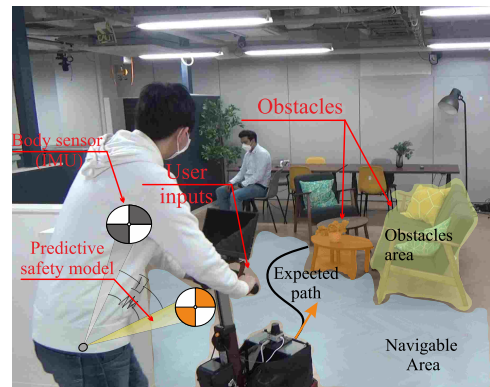 Obstacles
Body sensor
(IMU)
User
inputs
Predictive
safety model
Expected
path
Obstacles
area
Navigable
Area